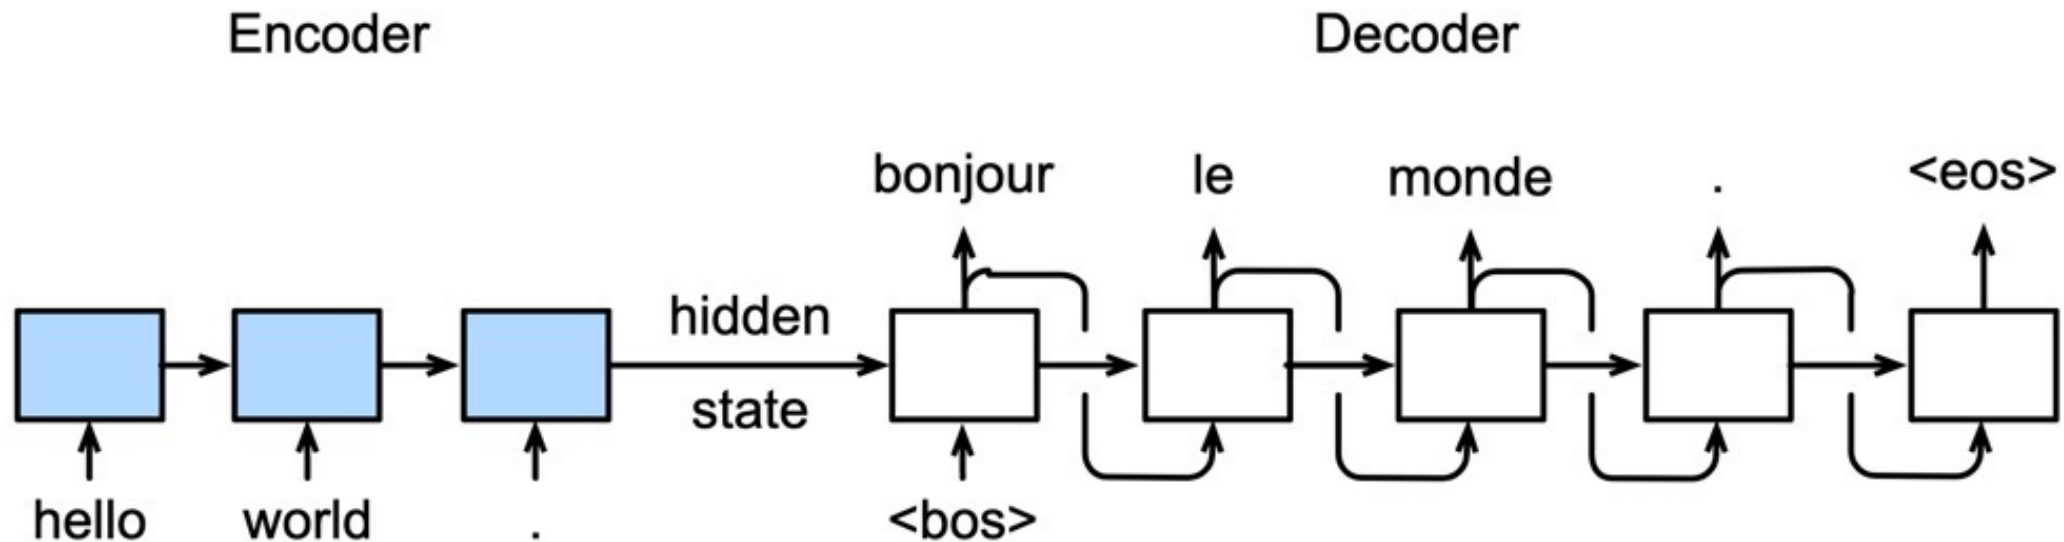 Encoder Decoder
bonjour le monde . <eos>
hidden
state
hello world . <bos>